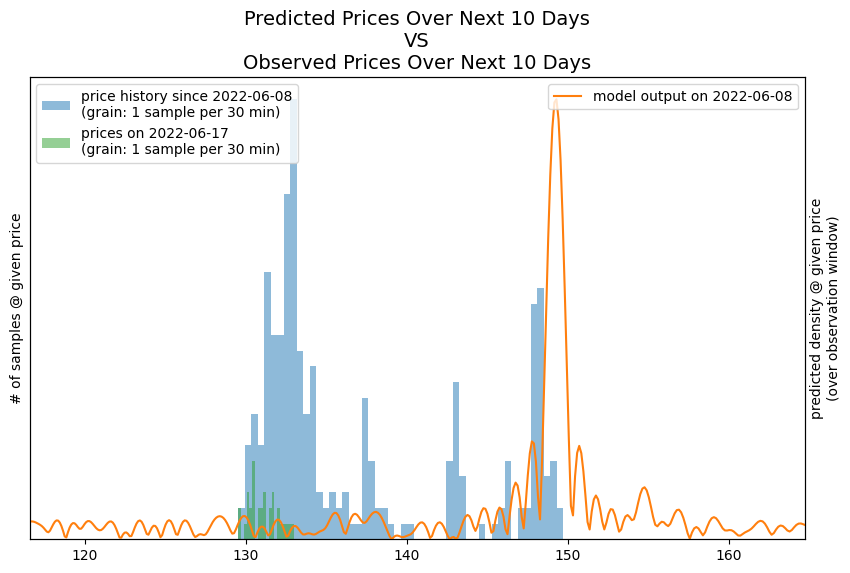 Predicted Prices Over Next 10 Days
VS
Observed Prices Over Next 10 Days
price history since 2022-06-08
(grain: 1 sample per 30 min)
prices on 2022-06-17
(grain: 1 sample per 30 min)
model output on 2022-06-08
# of samples @ given price
predicted density @ given price
(over observation window)
120
130
140
150
160